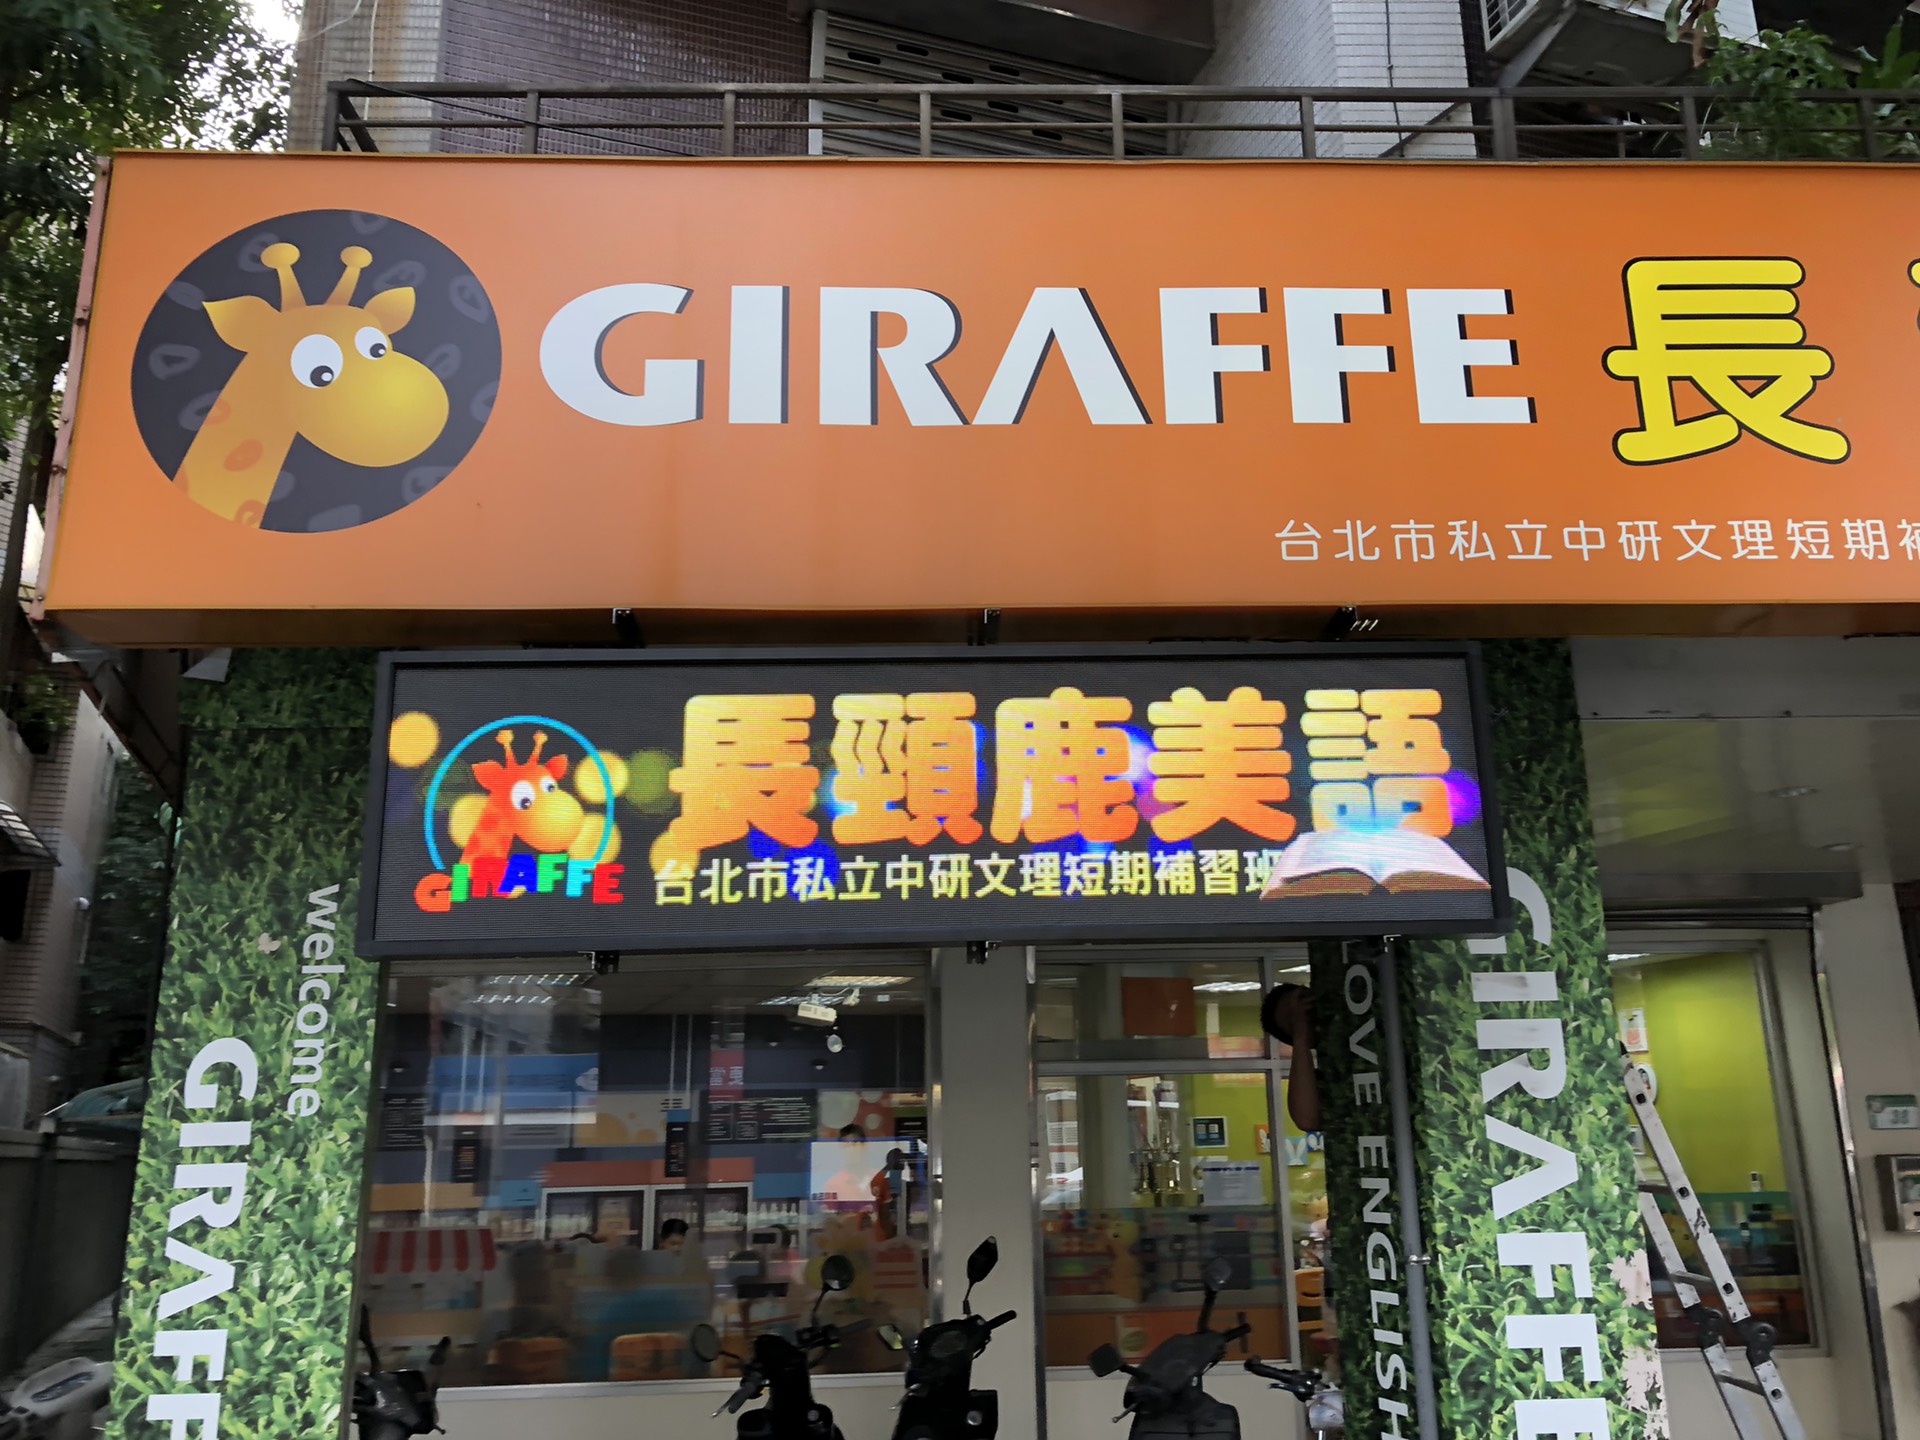 GIRAFFE 長
台北市私立中研文理短期補
長頸鹿美語
GIRAFFE
台北市私立中研文理短期補習班
welcome
GIRAFF
LOVE ENGLISH
GIRAFFE
38